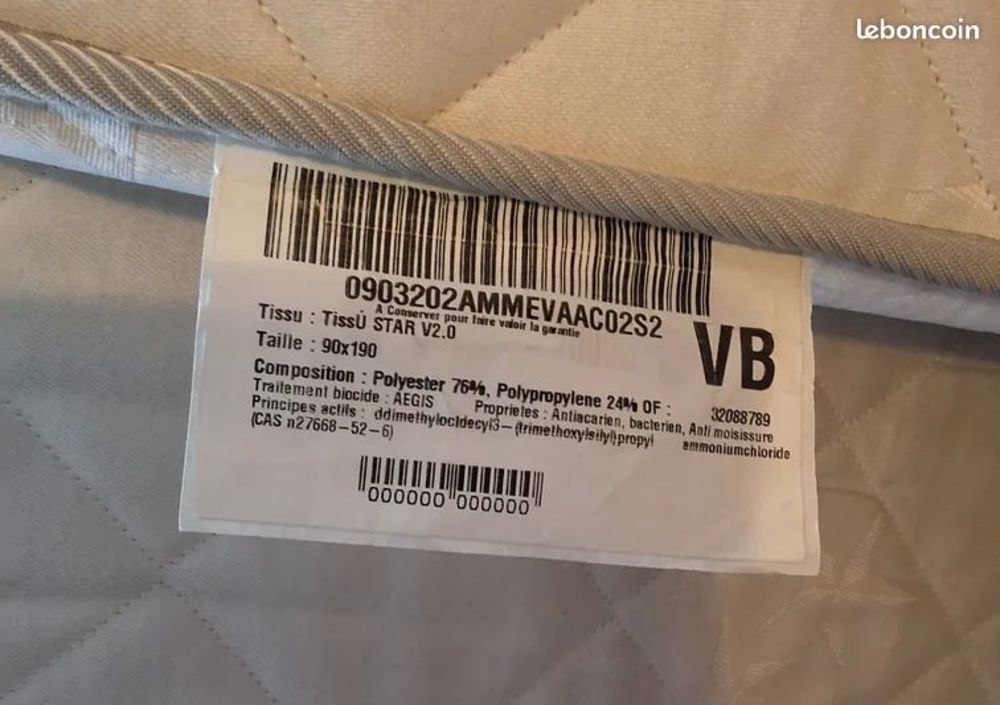 leboncoin
0903202AMMEVAAC02S2
A Conserver pour faire valoir la garantie
Tissu : TissÛ STAR V2.0
VB
Taille : 90x190
Composition : Polyester 76%, Polypropylene 24% OF : 32088789
Traitement biocide : AEGIS Proprietes : Antiacarien, bacterien, Anti moisissure
Principes actifs : ddimethyloctdecyl3-(trimethoxylsilyl)propyl ammoniumchloride
(CAS n27668-52-6)
000000 000000